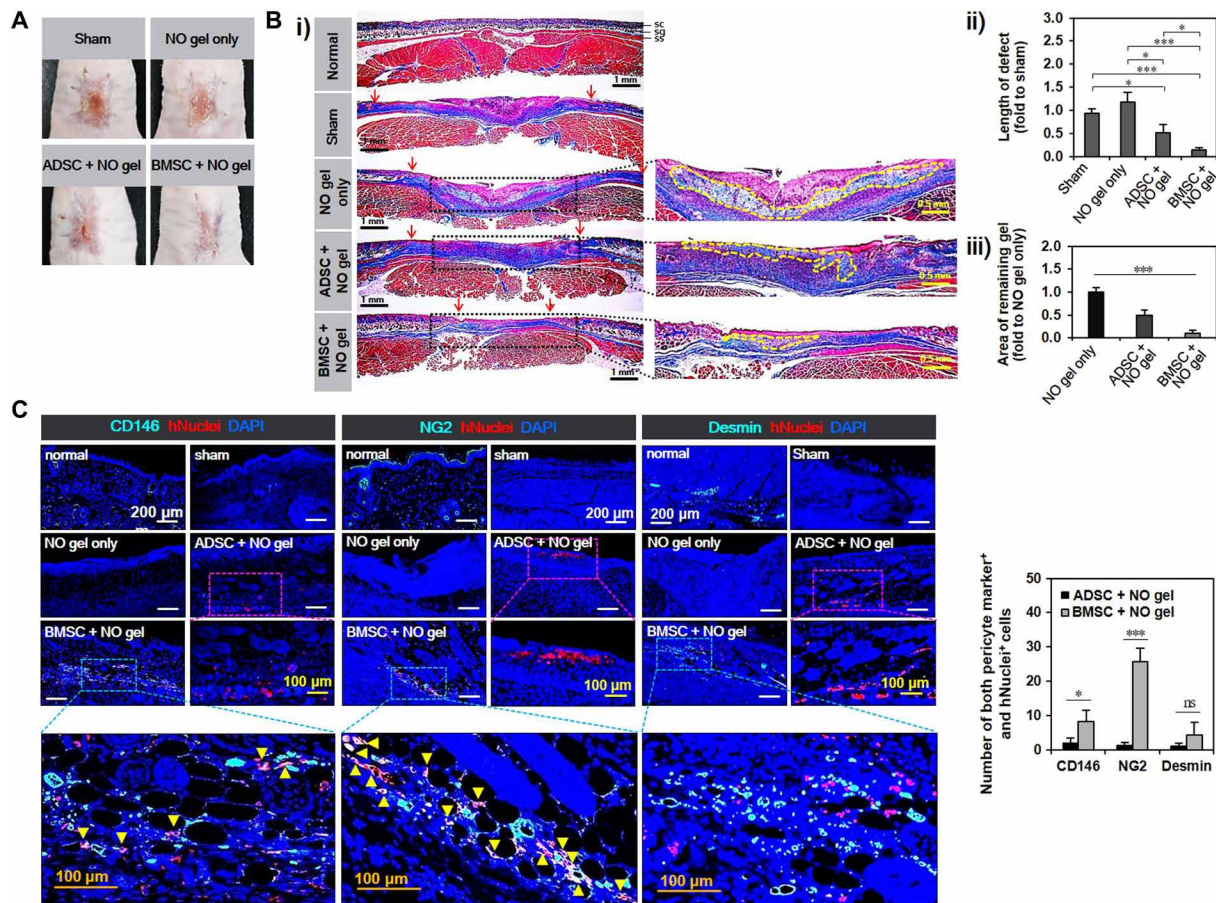 A
Sham
NO gel only
ADSC + NO gel
BMSC + NO gel
B
i)
Normal
sc
sg
ss
1 mm
Sham
1 mm
NO gel
only
1 mm
0.5 mm
ADSC +
NO gel
1 mm
0.5 mm
BMSC +
NO gel
1 mm
0.5 mm
ii)
Length of defect
(fold to sham)
3.0
2.5
2.0
1.5
1.0
0.5
0.0
*
***
*
***
*
Sham
NO gel only
ADSC +
NO gel
BMSC +
NO gel
iii)
Area of remaining gel
(fold to NO gel only)
2.0
1.5
1.0
0.5
0.0
***
NO gel only
ADSC +
NO gel
BMSC +
NO gel
C
CD146 hNuclei DAPI
NG2 hNuclei DAPI
Desmin hNuclei DAPI
normal
200 µm
sham
normal
sham
200 µm
normal
200 µm
Sham
NO gel only
ADSC + NO gel
NO gel only
ADSC + NO gel
NO gel only
ADSC + NO gel
BMSC + NO gel
100 µm
BMSC + NO gel
100 µm
BMSC + NO gel
100 µm
100 µm
100 µm
100 µm
Number of both pericyte marker+
and hNuclei+ cells
50
40
30
20
10
0
ADSC + NO gel
BMSC + NO gel
*
***
ns
CD146
NG2
Desmin